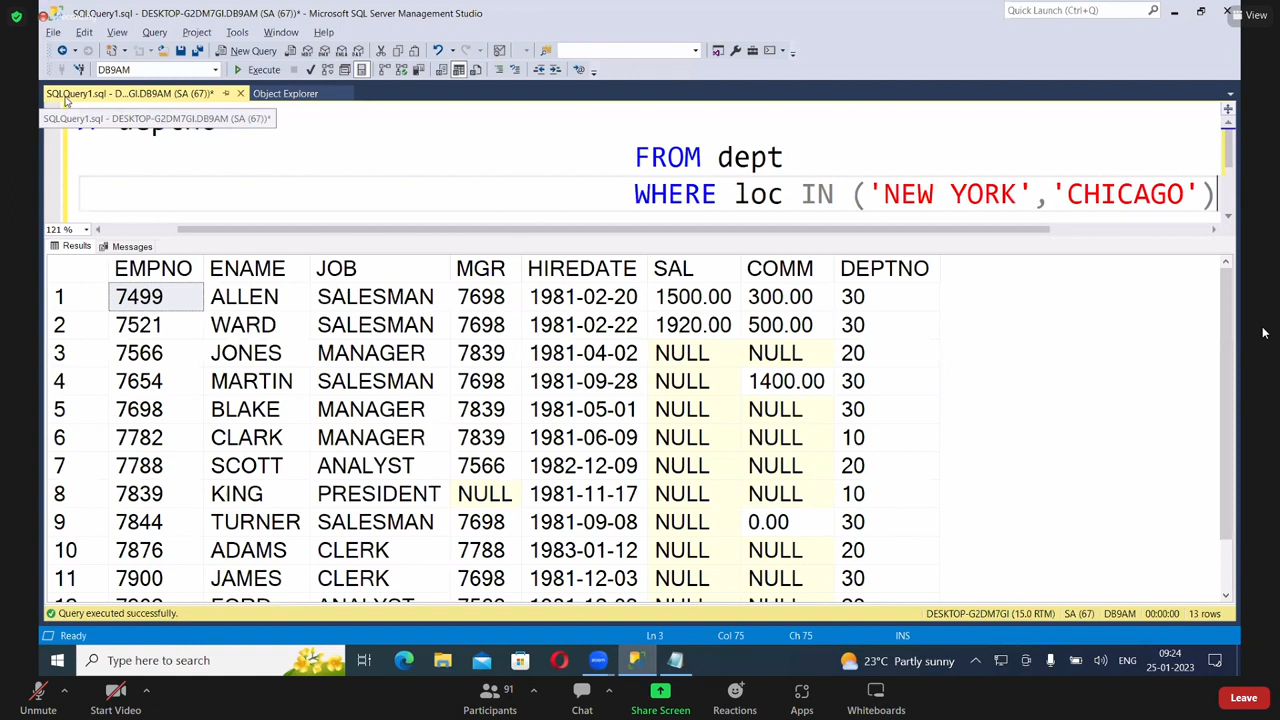 SQLQuery1.sql - DESKTOP-G2DM7GI.DB9AM (SA (67))* - Microsoft SQL Server Management Studio
Quick Launch (Ctrl+Q)
View
File Edit View Query Project Tools Window Help
New Query
DB9AM Execute
SQLQuery1.sql - D...GI.DB9AM (SA (67))* Object Explorer
SQLQuery1.sql - DESKTOP-G2DM7GI.DB9AM (SA (67))*
FROM dept
WHERE loc IN ('NEW YORK','CHICAGO')
121 %
Results Messages
EMPNO ENAME JOB MGR HIREDATE SAL COMM DEPTNO
1 7499 ALLEN SALESMAN 7698 1981-02-20 1500.00 300.00 30
2 7521 WARD SALESMAN 7698 1981-02-22 1920.00 500.00 30
3 7566 JONES MANAGER 7839 1981-04-02 NULL NULL 20
4 7654 MARTIN SALESMAN 7698 1981-09-28 NULL 1400.00 30
5 7698 BLAKE MANAGER 7839 1981-05-01 NULL NULL 30
6 7782 CLARK MANAGER 7839 1981-06-09 NULL NULL 10
7 7788 SCOTT ANALYST 7566 1982-12-09 NULL NULL 20
8 7839 KING PRESIDENT NULL 1981-11-17 NULL NULL 10
9 7844 TURNER SALESMAN 7698 1981-09-08 NULL 0.00 30
10 7876 ADAMS CLERK 7788 1983-01-12 NULL NULL 20
11 7900 JAMES CLERK 7698 1981-12-03 NULL NULL 30
Query executed successfully. DESKTOP-G2DM7GI (15.0 RTM) SA (67) DB9AM 00:00:00 13 rows
Ready Ln 3 Col 75 Ch 75 INS
Type here to search 23°C Partly sunny ENG 09:24
25-01-2023
91
Unmute Start Video Participants Chat Share Screen Reactions Apps Whiteboards Leave